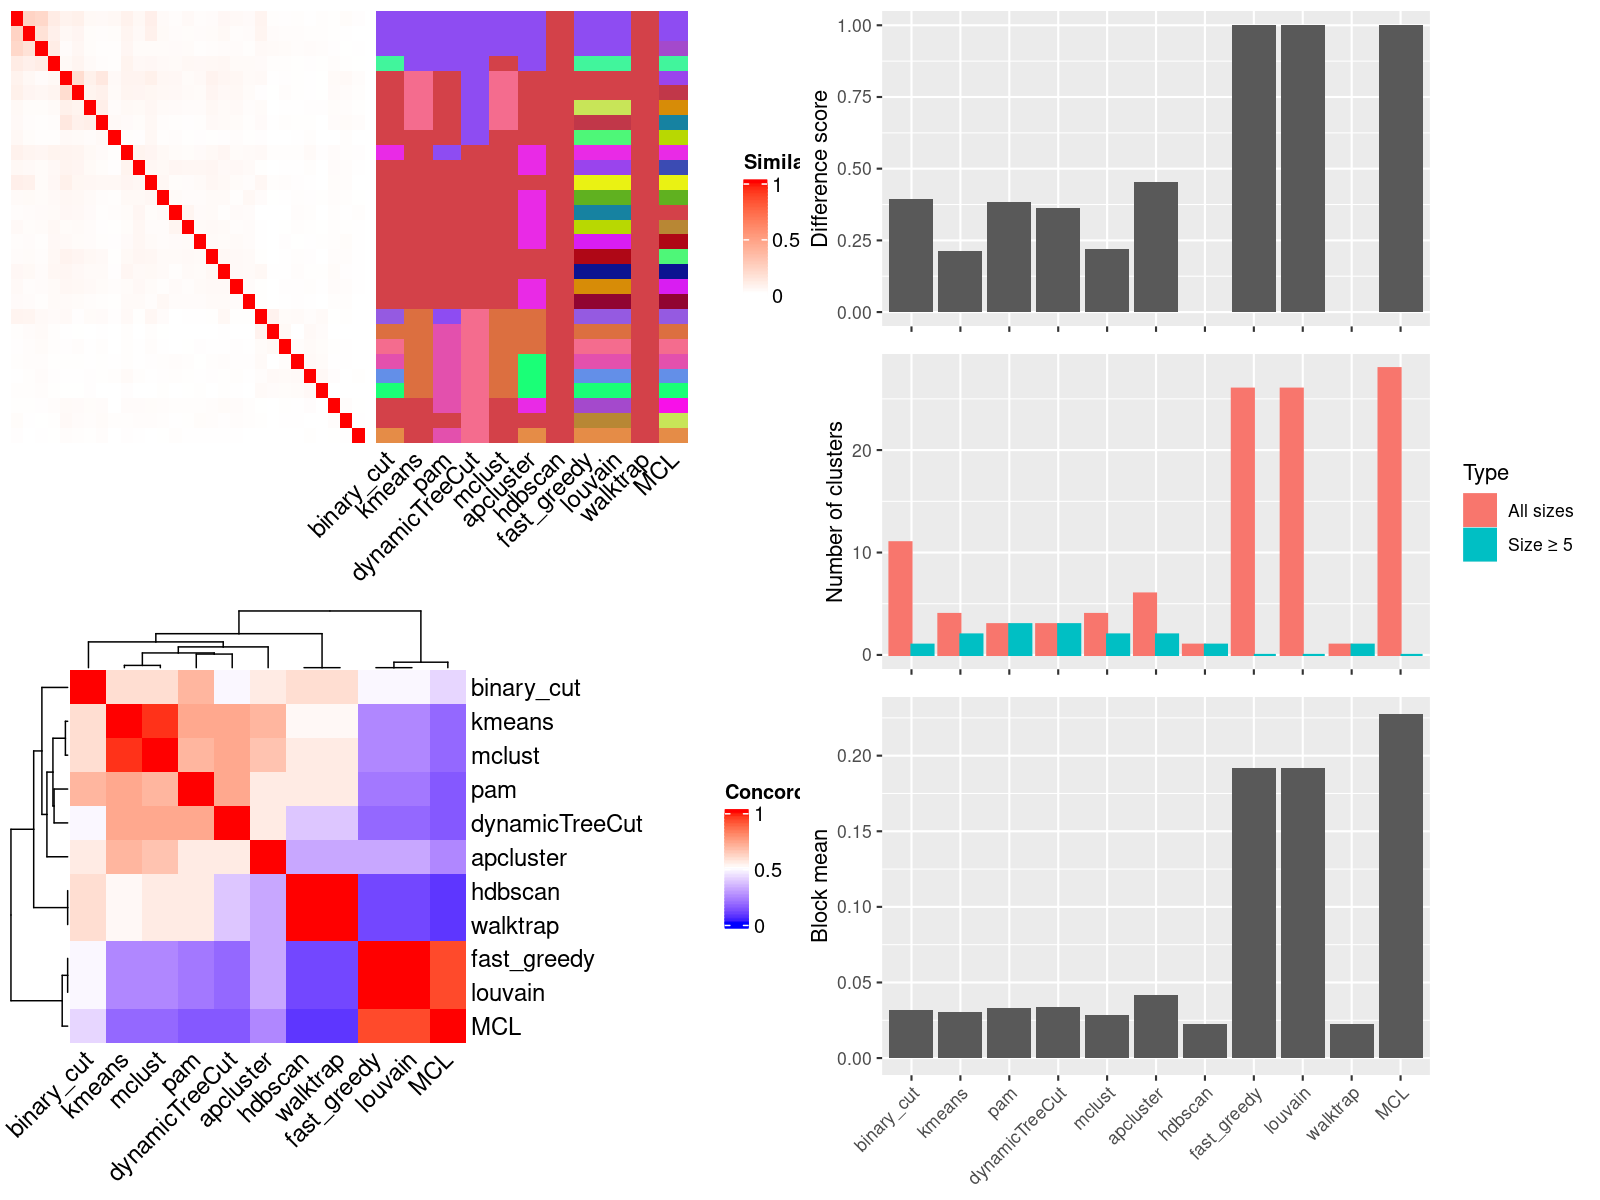 Simila
1
0.5
0
binary_cut
kmeans
pam
dynamicTreeCut
mclust
apcluster
hdbscan
fast_greedy
louvain
walktrap
MCL
Difference score
1.00
0.75
0.50
0.25
0.00
Number of clusters
20
10
0
Type
All sizes
Size ≥ 5
binary_cut
kmeans
mclust
pam
dynamicTreeCut
apcluster
hdbscan
walktrap
fast_greedy
louvain
MCL
binary_cut
kmeans
mclust
pam
dynamicTreeCut
apcluster
hdbscan
walktrap
fast_greedy
louvain
MCL
Concord
1
0.5
0
Block mean
0.20
0.15
0.10
0.05
0.00
binary_cut
kmeans
pam
dynamicTreeCut
mclust
apcluster
hdbscan
fast_greedy
louvain
walktrap
MCL